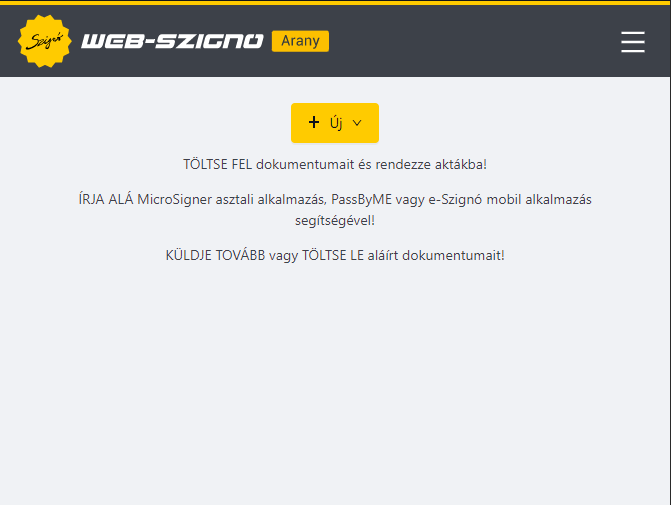 Szignó
WEB-SZIGNO Arany
Új
TÖLTSE FEL dokumentumait és rendezze aktákba!
ÍRJA ALÁ MicroSigner asztali alkalmazás, PassByME vagy e-Szignó mobil alkalmazás
segítségével!
KÜLDJE TOVÁBB vagy TÖLTSE LE aláírt dokumentumait!